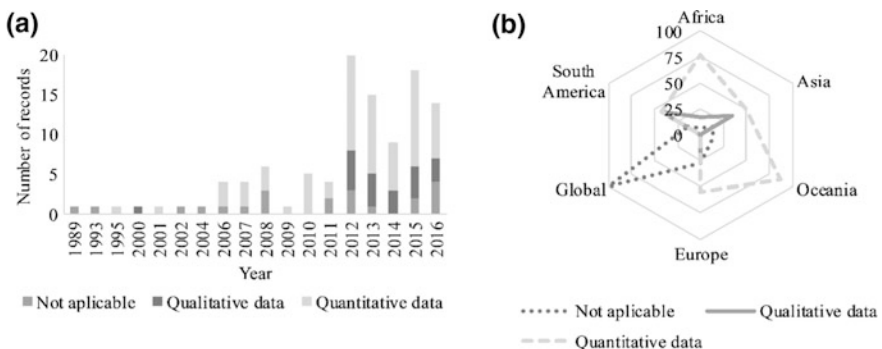 (a)
20
15
10
5
0
Number of records
1989
1993
1995
2000
2001
2002
2004
2006
2007
2008
2009
2010
2011
2012
2013
2014
2015
2016
Year
Not aplicable Qualitative data Quantitative data
(b)
Africa
100
75
50
25
0
South
America
Asia
Global
Oceania
Europe
Not aplicable Qualitative data
Quantitative data